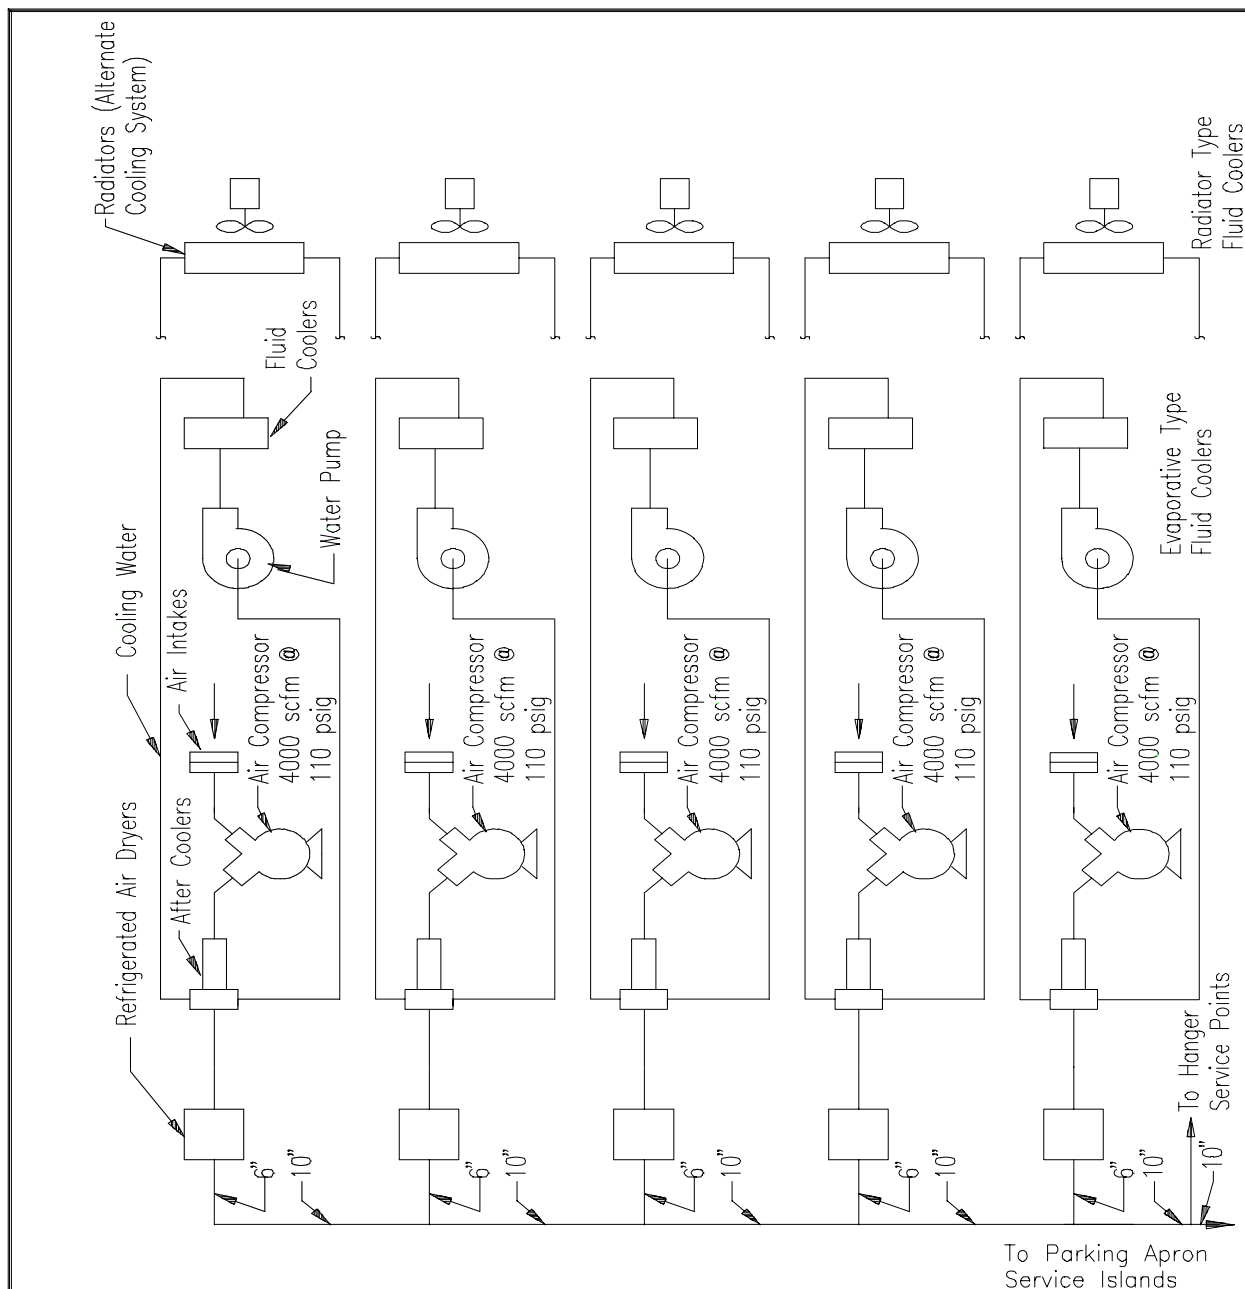 Radiators (Alternate
Cooling System)
Fluid
Coolers
Water Pump
Cooling Water
Air Intakes
Air Compressor
4000 scfm @
110 psig
After Coolers
Refrigerated Air Dryers
6"
10"
Air Compressor
4000 scfm @
110 psig
6"
10"
Air Compressor
4000 scfm @
110 psig
6"
10"
Air Compressor
4000 scfm @
110 psig
6"
10"
Air Compressor
4000 scfm @
110 psig
6"
10"
10"
Radiator Type
Fluid Coolers
Evaporative Type
Fluid Coolers
To Hanger
Service Points
To Parking Apron
Service Islands